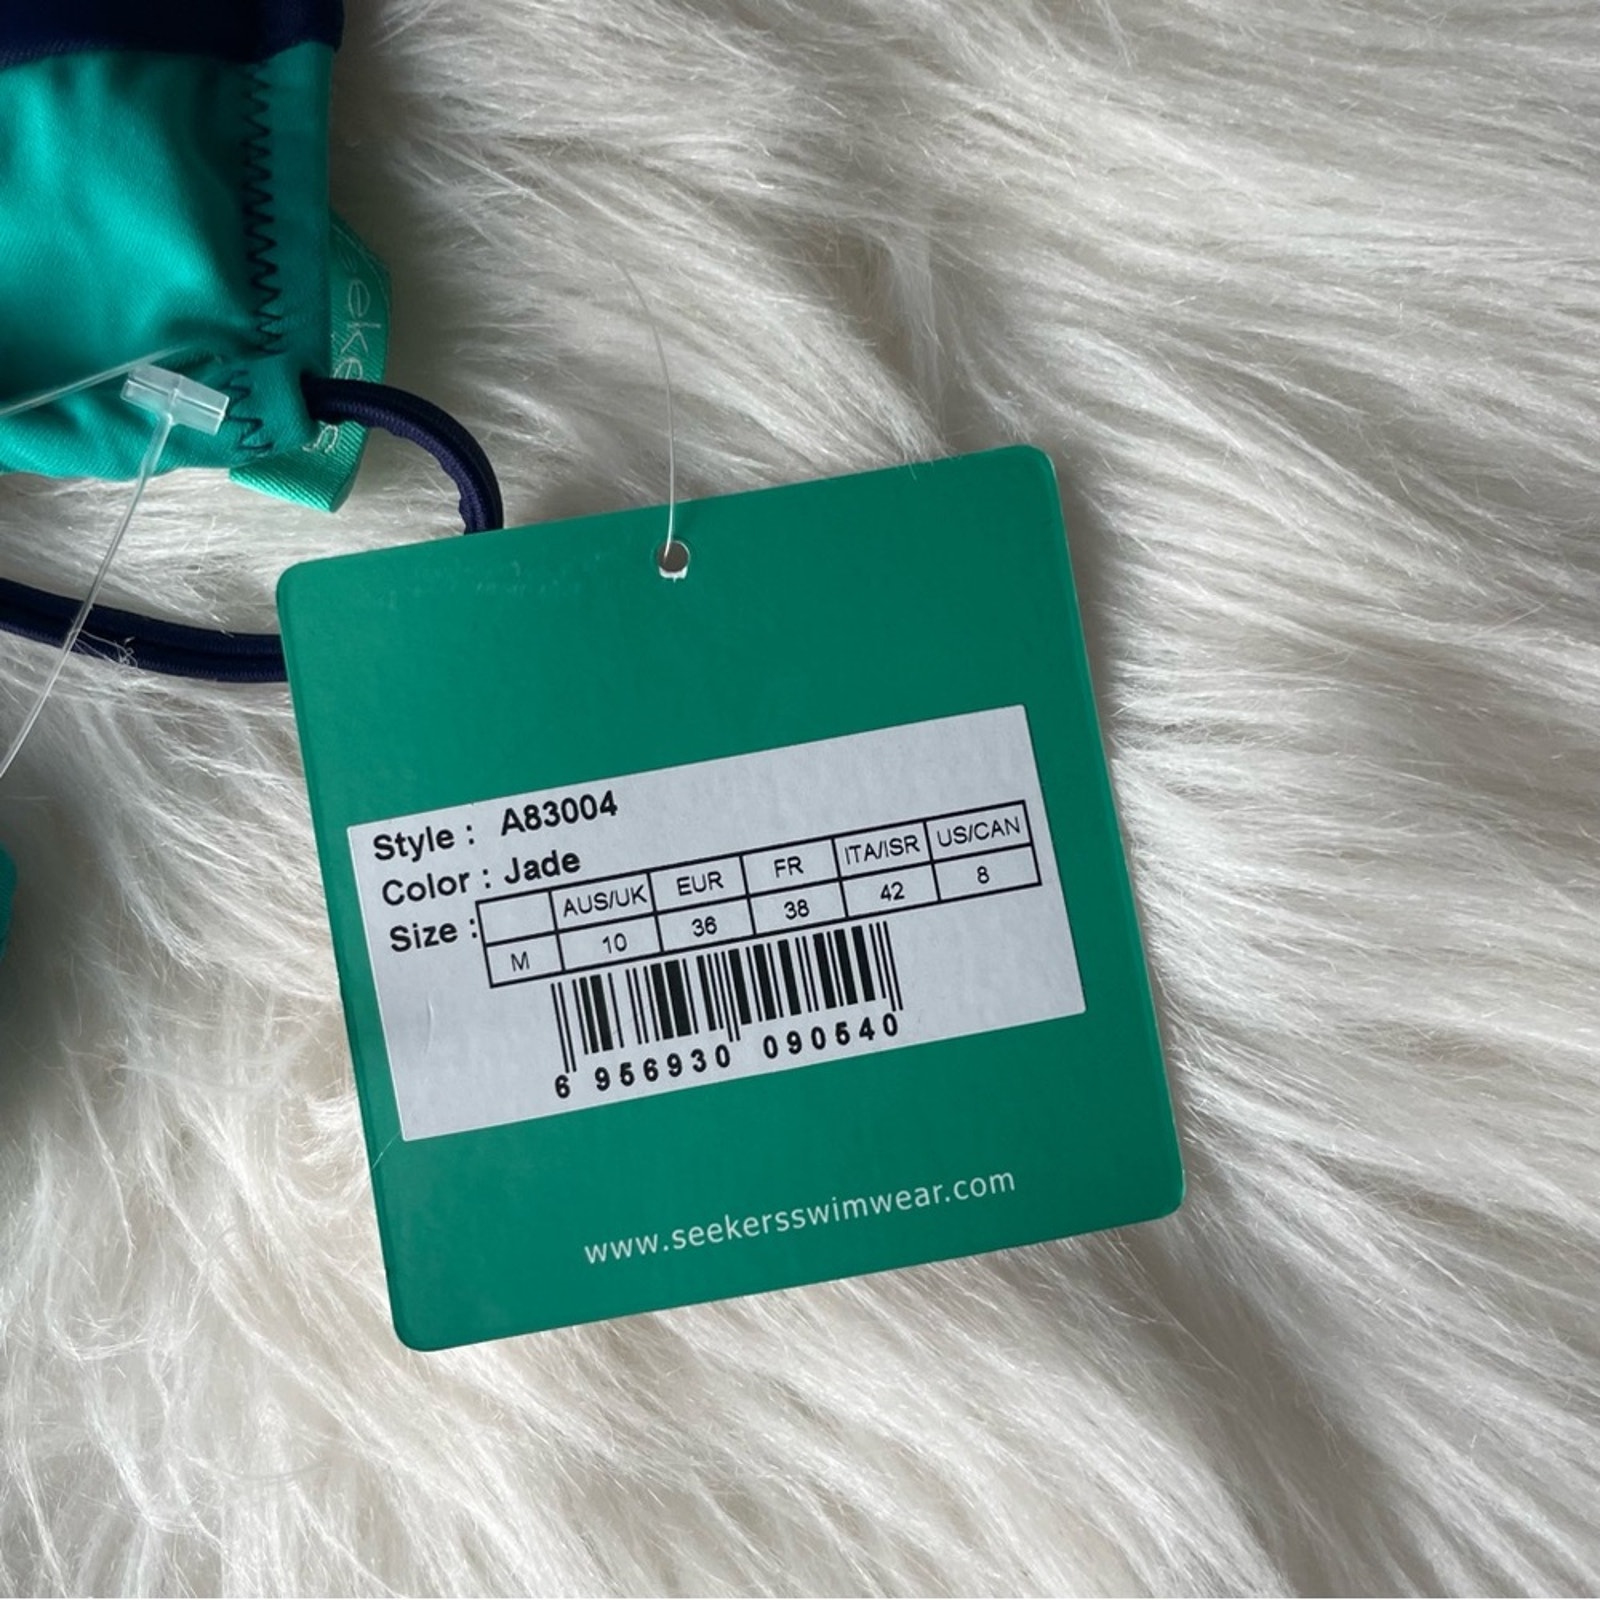 Style : A83004
Color : Jade
Size :
AUS/UK EUR FR ITA/ISR US/CAN
M 10 36 38 42 8
6 956930 090540
www.seekersswimwear.com